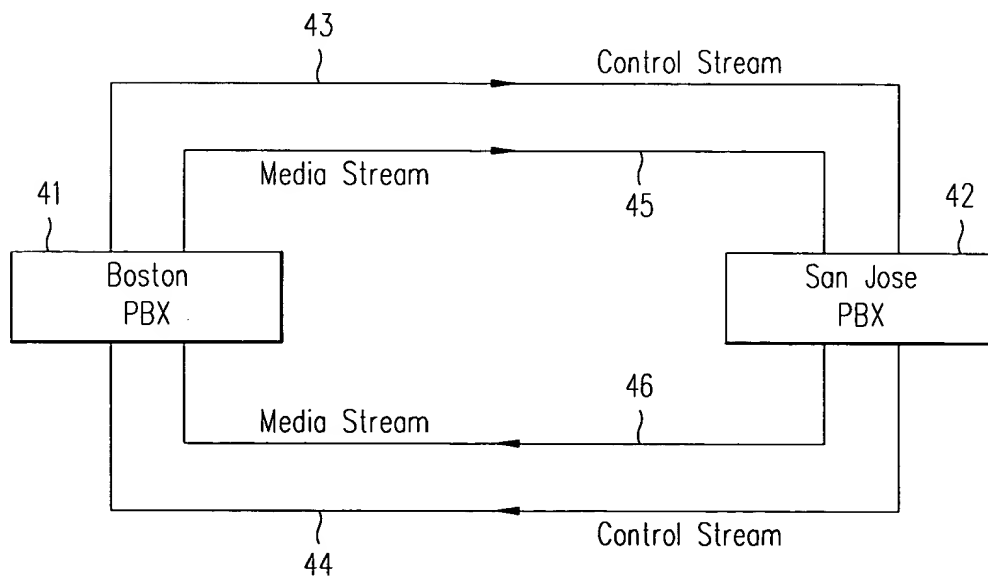 43
Control Stream
Media Stream
45
41
42
Boston
PBX
San Jose
PBX
46
Media Stream
Control Stream
44